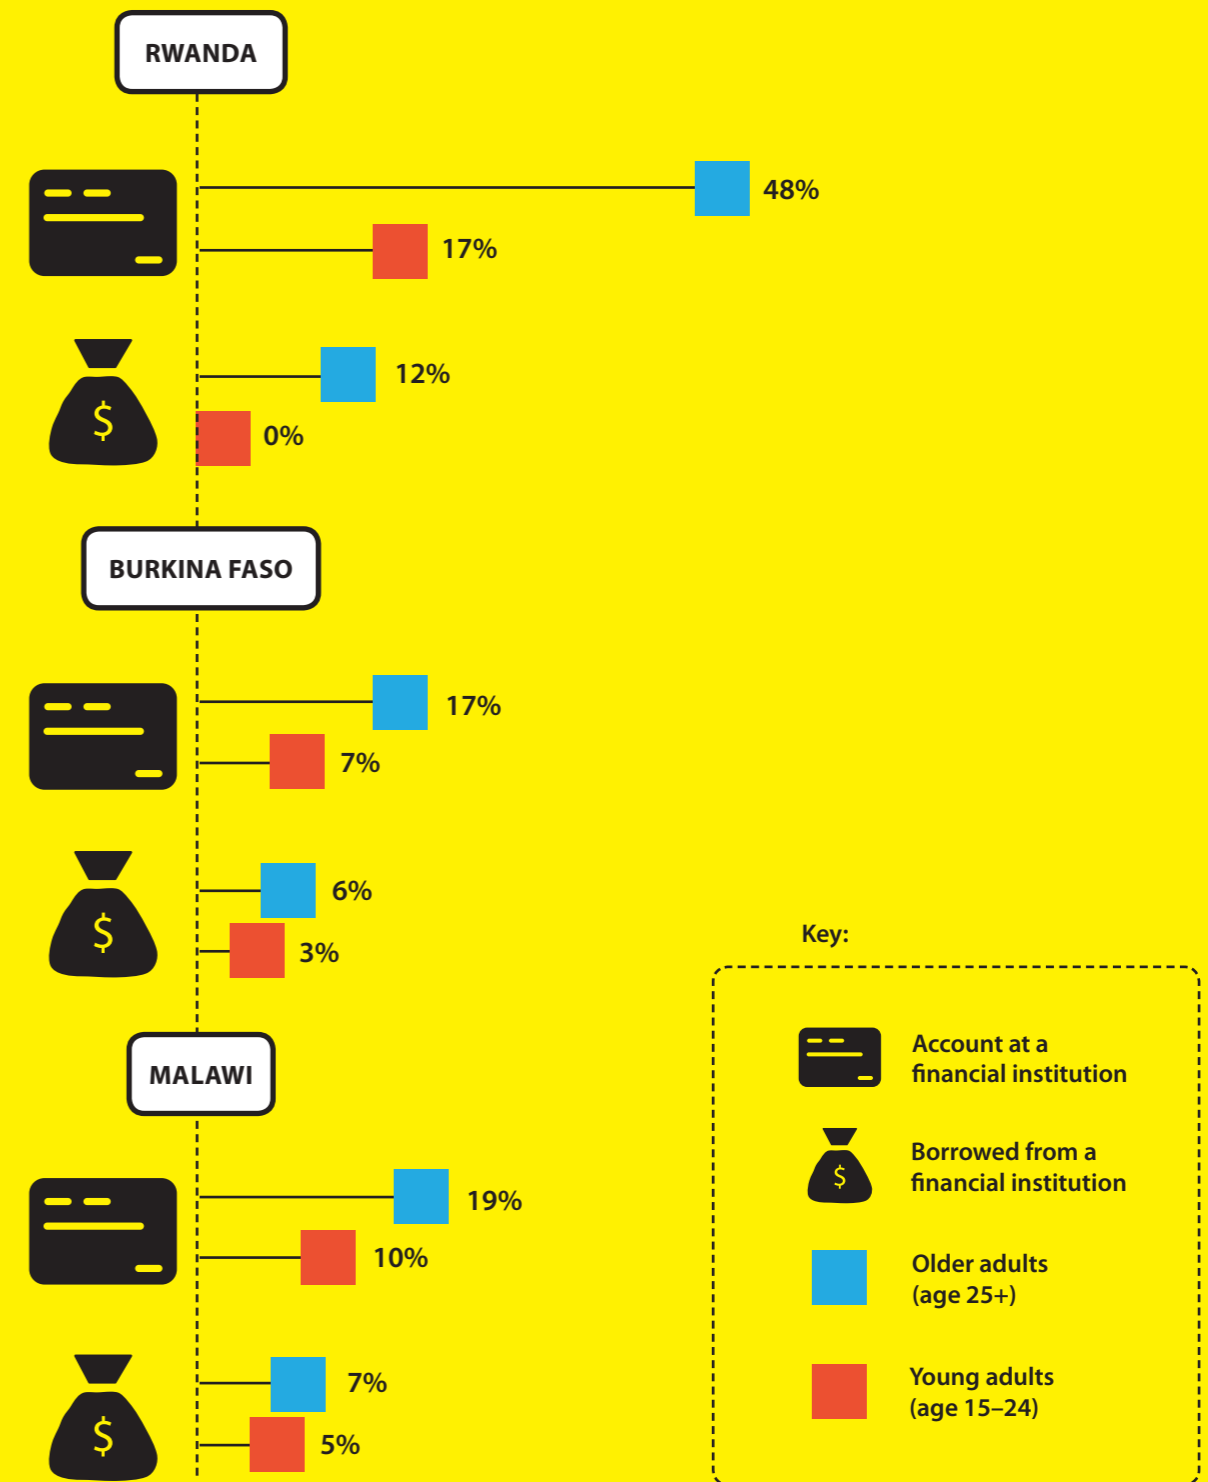 RWANDA
48%
17%
$
12%
0%
BURKINA FASO
17%
7%
$
6%
3%
MALAWI
19%
10%
$
7%
5%
Key:
Account at a
financial institution
$
Borrowed from a
financial institution
Older adults
(age 25+)
Young adults
(age 15–24)